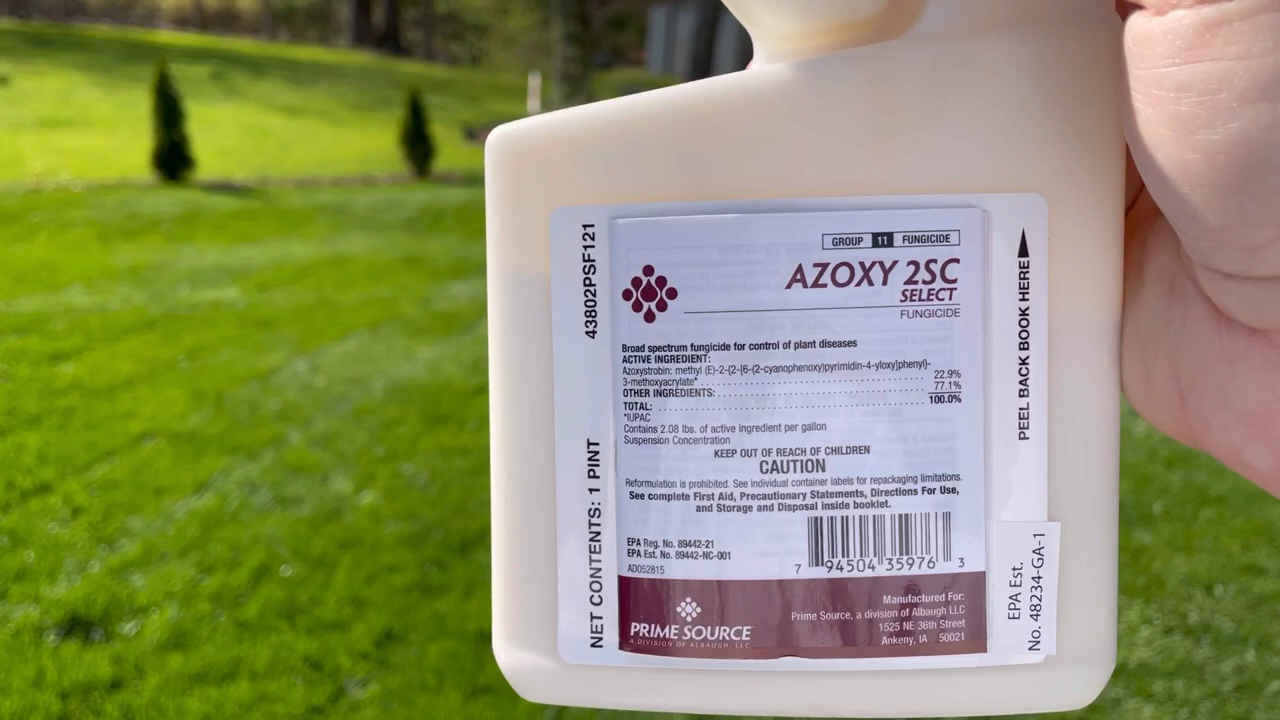 43802PSF121
NET CONTENTS: 1 PINT
GROUP 11 FUNGICIDE
AZOXY 2SC
SELECT
FUNGICIDE
Broad spectrum fungicide for control of plant diseases
ACTIVE INGREDIENT:
Azoxystrobin: methyl (E)-2-{2-[6-(2-cyanophenoxy)pyrimidin-4-yloxy]phenyl}-
3-methoxyacrylate* 22.9%
OTHER INGREDIENTS: 77.1%
TOTAL: 100.0%
*IUPAC
Contains 2.08 lbs. of active ingredient per gallon
Suspension Concentration
KEEP OUT OF REACH OF CHILDREN
CAUTION
Reformulation is prohibited. See individual container labels for repackaging limitations.
See complete First Aid, Precautionary Statements, Directions For Use,
and Storage and Disposal inside booklet.
EPA Reg. No. 89442-21
EPA Est. No. 89442-NC-001
AD052815
7 94504 35976 3
PRIME SOURCE
A DIVISION OF ALBAUGH, LLC
Manufactured For:
Prime Source, a division of Albaugh LLC
1525 NE 36th Street
Ankeny, IA 50021
PEEL BACK BOOK HERE
EPA Est.
No. 48234-GA-1